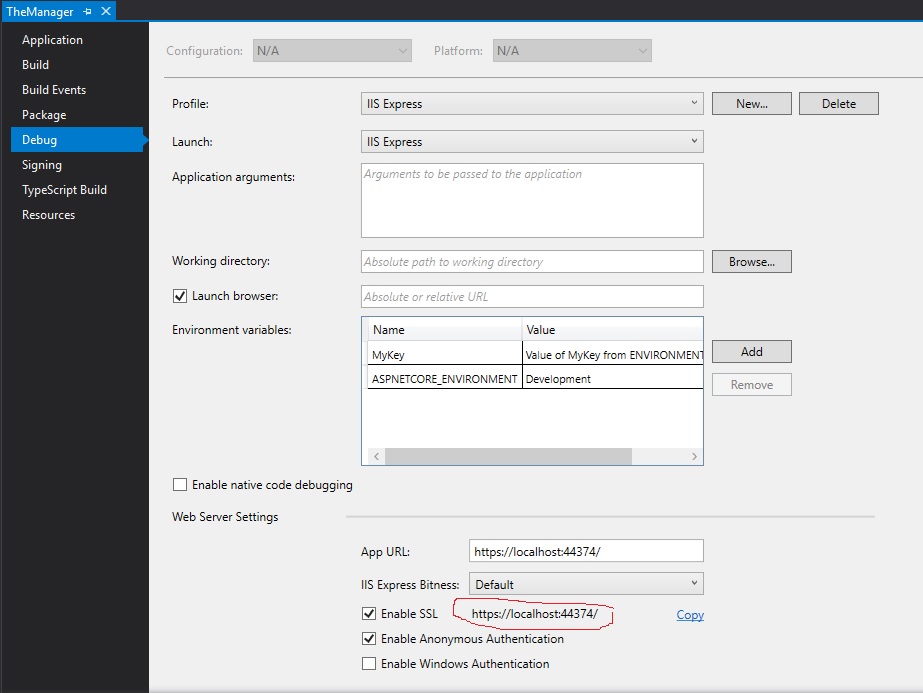 TheManager
Application
Build
Build Events
Package
Debug
Signing
TypeScript Build
Resources
Configuration: N/A Platform: N/A
Profile: IIS Express New... Delete
Launch: IIS Express
Application arguments: Arguments to be passed to the application
Working directory: Absolute path to working directory Browse...
Launch browser: Absolute or relative URL
Environment variables: Name Value
MyKey Value of MyKey from ENVIRONMENT
Add
ASPNETCORE_ENVIRONMENT Development
Remove
Enable native code debugging
Web Server Settings
App URL: https://localhost:44374/
IIS Express Bitness: Default
Enable SSL https://localhost:44374/ Copy
Enable Anonymous Authentication
Enable Windows Authentication